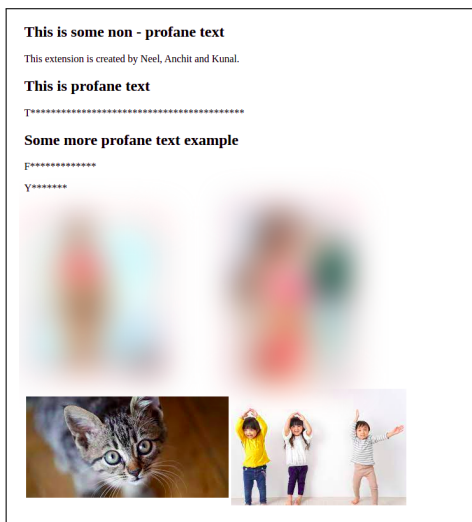 This is some non - profane text
This extension is created by Neel, Anchit and Kunal.
This is profane text
T******************************************
Some more profane text example
F*************
Y*******